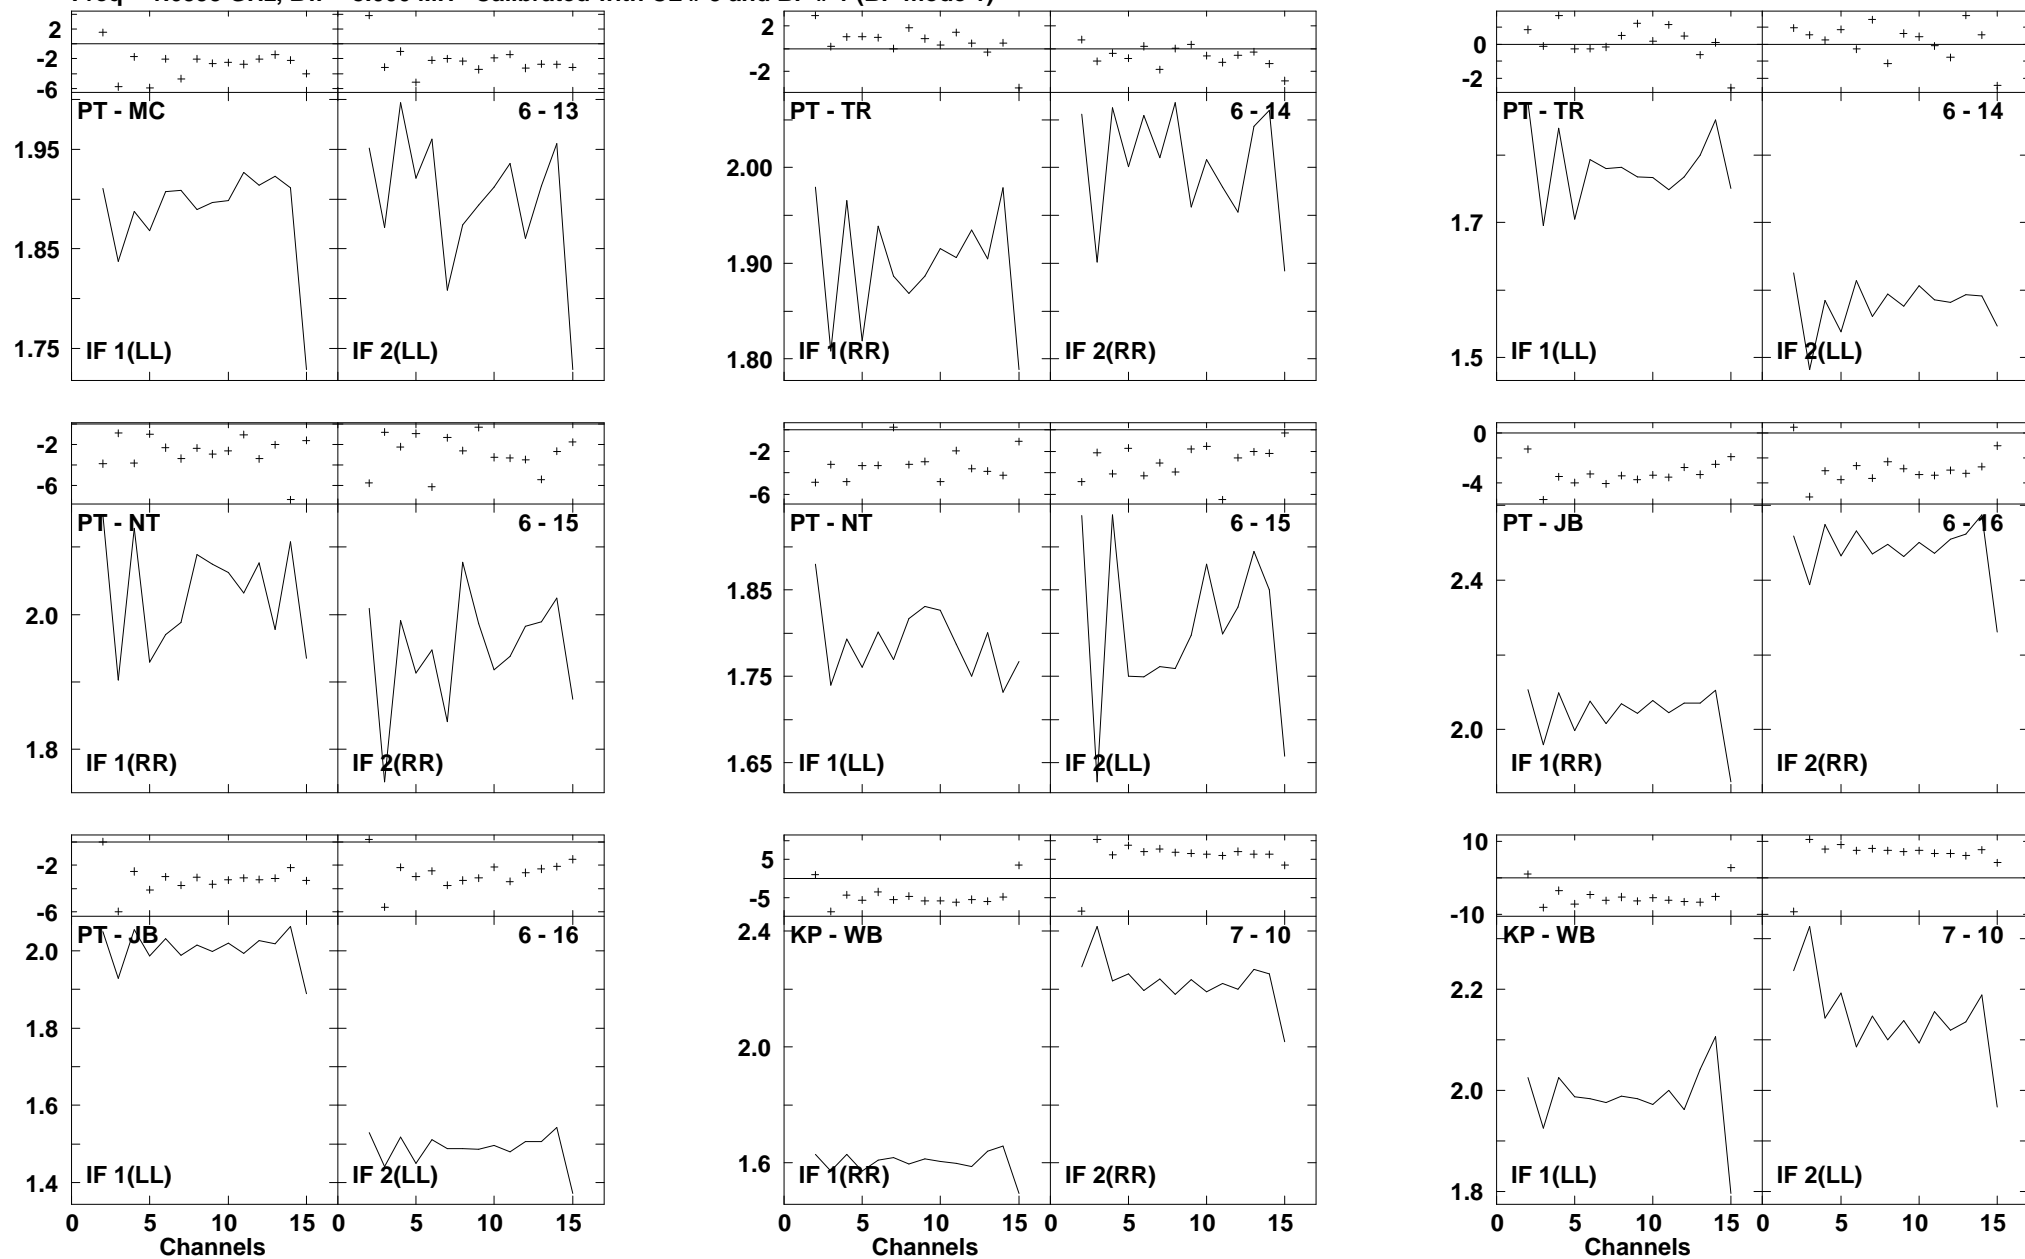 2 -2 -6
PT - MC 6 - 13
1.95 1.85 1.75
IF 1(LL) IF 2(LL)
2 -2
PT - TR 6 - 14
2.00 1.90 1.80
IF 1(RR) IF 2(RR)
0 -2
PT - TR 6 - 14
1.7 1.5
IF 1(LL) IF 2(LL)
-2 -6
PT - NT 6 - 15
2.0 1.8
IF 1(RR) IF 2(RR)
-2 -6
PT - NT 6 - 15
1.85 1.75 1.65
IF 1(LL) IF 2(LL)
0 -4
PT - JB 6 - 16
2.4 2.0
IF 1(RR) IF 2(RR)
-2 -6
PT - JB 6 - 16
2.0 1.8 1.6 1.4
IF 1(LL) IF 2(LL)
0 5 10 15 0 5 10 15
Channels
5 -5
KP - WB 7 - 10
2.4 2.0 1.6
IF 1(RR) IF 2(RR)
0 5 10 15 0 5 10 15
Channels
10 -10
KP - WB 7 - 10
2.2 2.0 1.8
IF 1(LL) IF 2(LL)
0 5 10 15 0 5 10 15
Channels